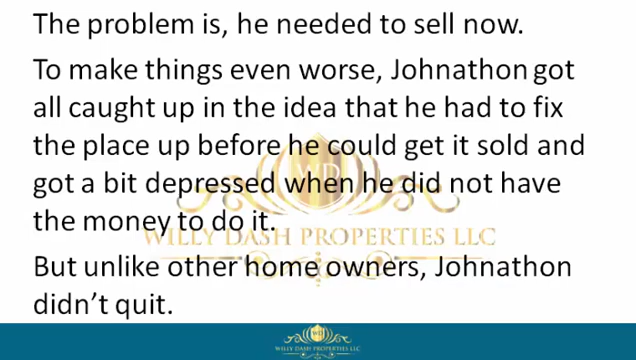 The problem is, he needed to sell now.
To make things even worse, Johnathon got
all caught up in the idea that he had to fix
the place up before he could get it sold and
got a bit depressed when he did not have
the money to do it.
WILLY DASH PROPERTIES LLC
But unlike other home owners, Johnathon
didn’t quit.
WILLY DASH PROPERTIES LLC